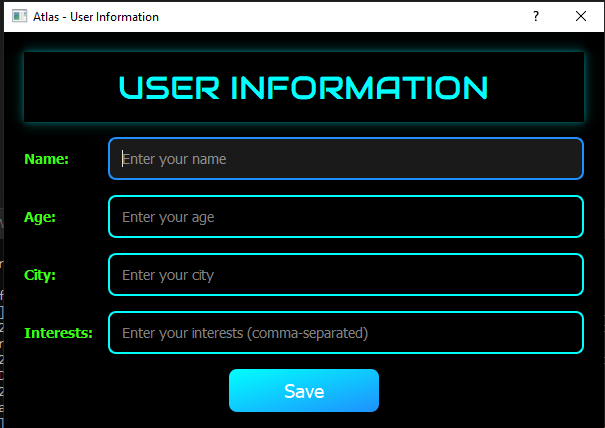 Atlas - User Information
USER INFORMATION
Name: Enter your name
Age: Enter your age
City: Enter your city
Interests: Enter your interests (comma-separated)
Save